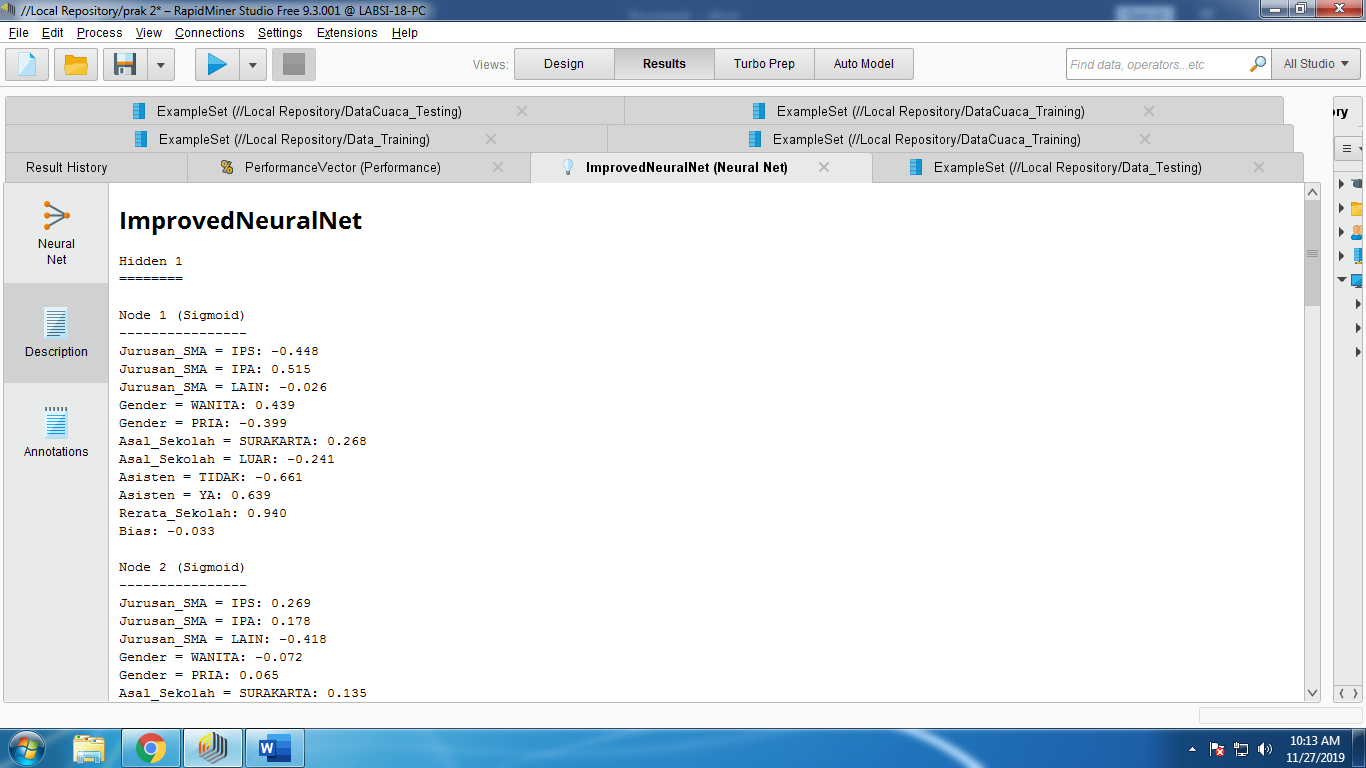 //Local Repository/prak 2* – RapidMiner Studio Free 9.3.001 @ LABSI-18-PC
File Edit Process View Connections Settings Extensions Help
Views: Design Results Turbo Prep Auto Model Find data, operators...etc All Studio
ExampleSet (//Local Repository/DataCuaca_Testing) ExampleSet (//Local Repository/DataCuaca_Training)
ExampleSet (//Local Repository/Data_Training) ExampleSet (//Local Repository/DataCuaca_Training)
Result History PerformanceVector (Performance) ImprovedNeuralNet (Neural Net) ExampleSet (//Local Repository/Data_Testing)
Neural
Net
Description
Annotations
ImprovedNeuralNet
Hidden 1
========
Node 1 (Sigmoid)
----------------
Jurusan_SMA = IPS: -0.448
Jurusan_SMA = IPA: 0.515
Jurusan_SMA = LAIN: -0.026
Gender = WANITA: 0.439
Gender = PRIA: -0.399
Asal_Sekolah = SURAKARTA: 0.268
Asal_Sekolah = LUAR: -0.241
Asisten = TIDAK: -0.661
Asisten = YA: 0.639
Rerata_Sekolah: 0.940
Bias: -0.033
Node 2 (Sigmoid)
----------------
Jurusan_SMA = IPS: 0.269
Jurusan_SMA = IPA: 0.178
Jurusan_SMA = LAIN: -0.418
Gender = WANITA: -0.072
Gender = PRIA: 0.065
Asal_Sekolah = SURAKARTA: 0.135
10:13 AM
11/27/2019